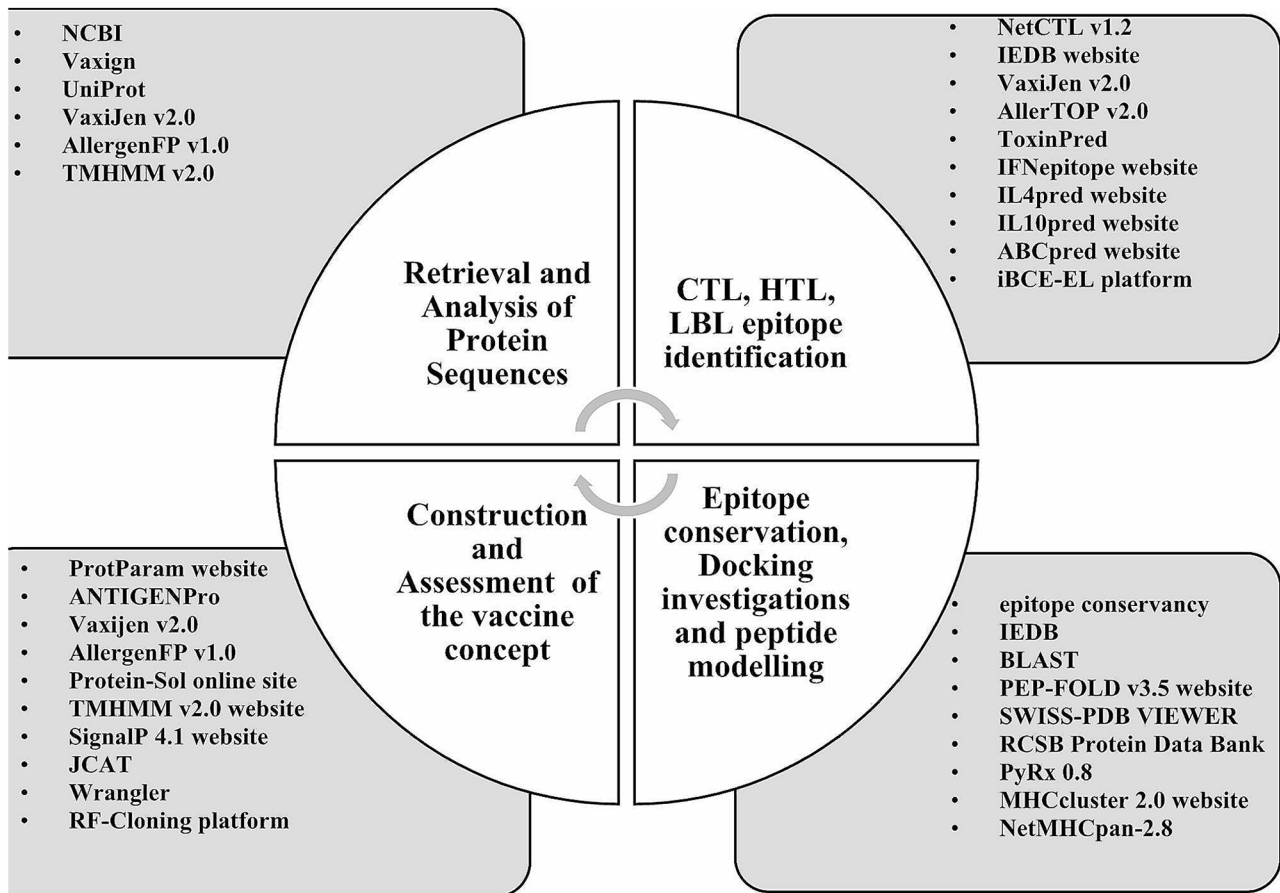 • NCBI
• Vaxign
• UniProt
• VaxiJen v2.0
• AllergenFP v1.0
• TMHMM v2.0
Retrieval and
Analysis of
Protein
Sequences
• NetCTL v1.2
• IEDB website
• VaxiJen v2.0
• AllerTOP v2.0
• ToxinPred
• IFNepitope website
• IL4pred website
• IL10pred website
• ABCpred website
• iBCE-EL platform
CTL, HTL,
LBL epitope
identification
Construction
and
Assessment of
the vaccine
concept
• ProtParam website
• ANTIGENPro
• Vaxijen v2.0
• AllergenFP v1.0
• Protein-Sol online site
• TMHMM v2.0 website
• SignalP 4.1 website
• JCAT
• Wrangler
• RF-Cloning platform
Epitope
conservation,
Docking
investigations
and peptide
modelling
• epitope conservancy
• IEDB
• BLAST
• PEP-FOLD v3.5 website
• SWISS-PDB VIEWER
• RCSB Protein Data Bank
• PyRx 0.8
• MHCcluster 2.0 website
• NetMHCpan-2.8